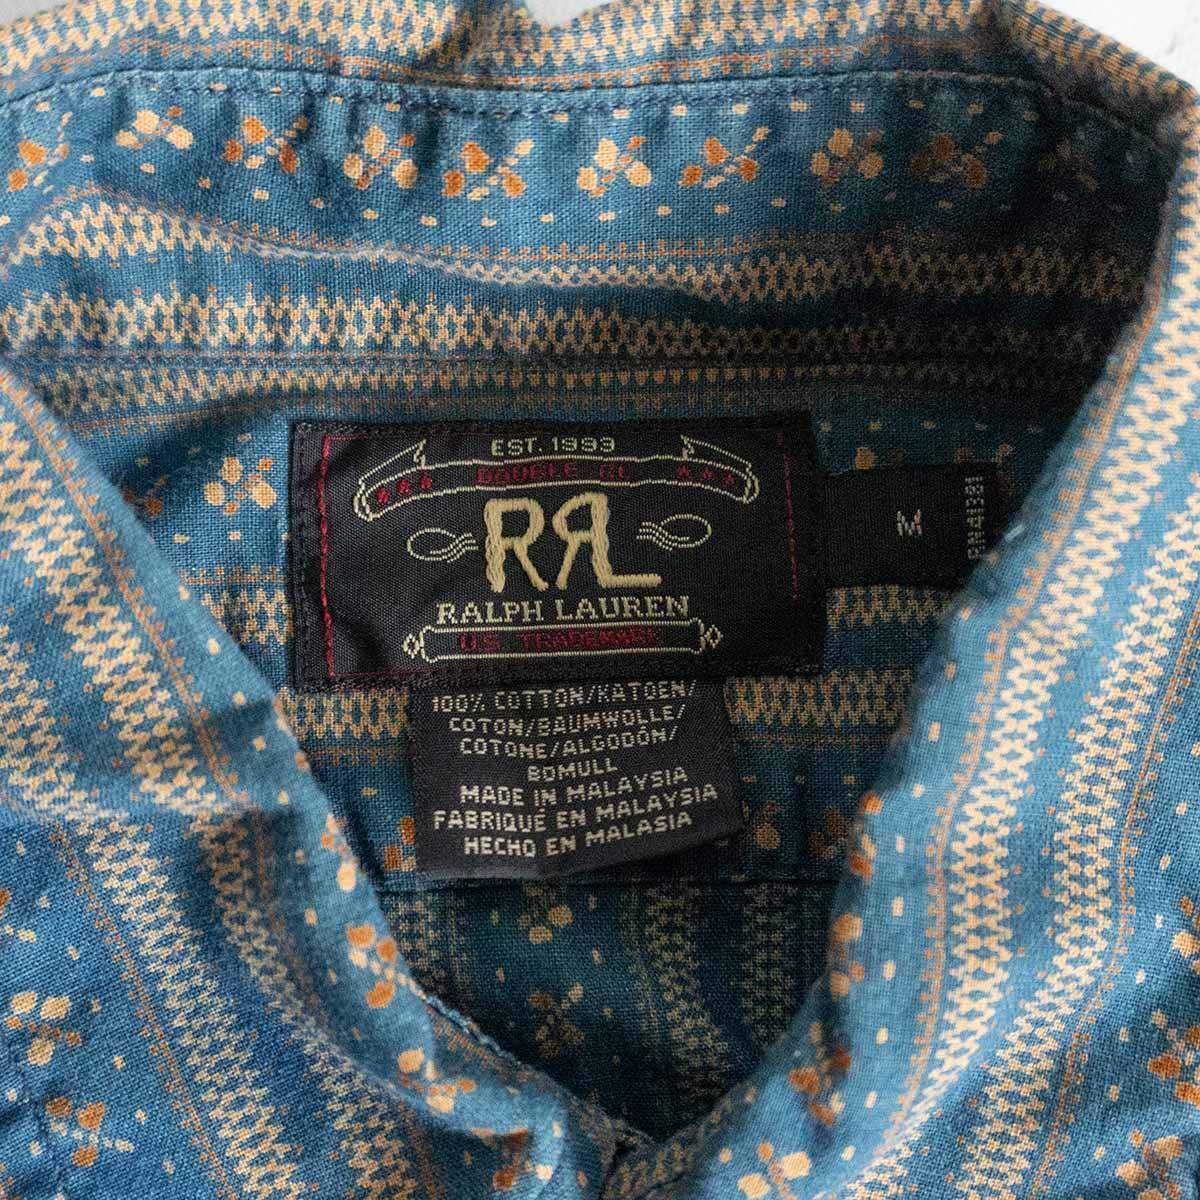 EST. 1993
DOUBLE RL
RRL
RALPH LAUREN
U.S. TRADEMARK
M
100% COTTON/KATOEN/
COTON/BAUMWOLLE/
COTONE/ALGODÓN/
BOMULL
MADE IN MALAYSIA
FABRIQUÉ EN MALAYSIA
HECHO EN MALASIA